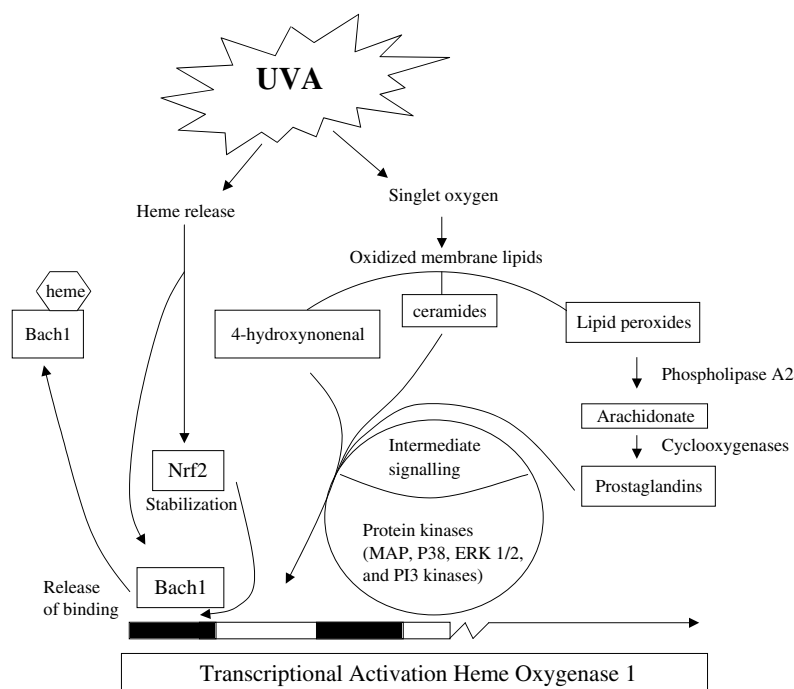 UVA
Heme release
Singlet oxygen
Oxidized membrane lipids
heme
Bach1
4-hydroxynonenal
ceramides
Lipid peroxides
Phospholipase A2
Arachidonate
Cyclooxygenases
Prostaglandins
Intermediate
signalling
Nrf2
Stabilization
Protein kinases
(MAP, P38, ERK 1/2,
and PI3 kinases)
Release
of binding
Bach1
Transcriptional Activation Heme Oxygenase 1